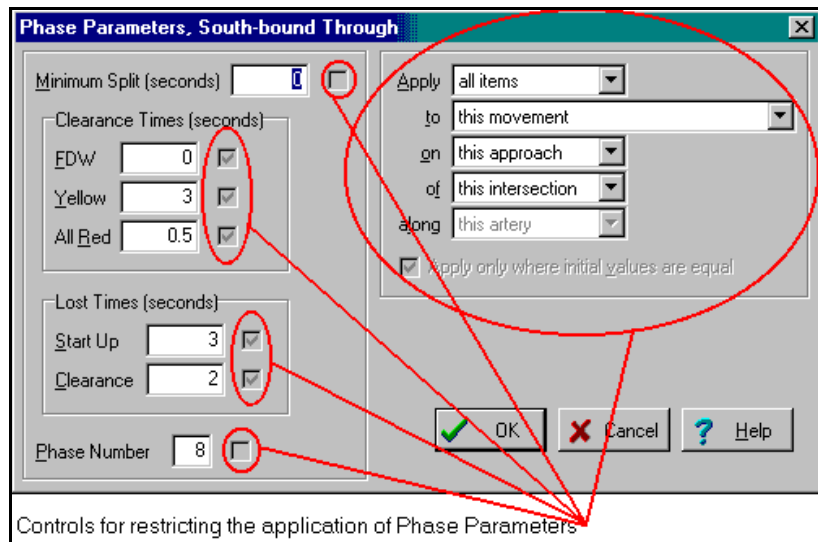 Phase Parameters, South-bound Through
Minimum Split (seconds) 0
Clearance Times (seconds)
FDW 0
Yellow 3
All Red 0.5
Lost Times (seconds)
Start Up 3
Clearance 2
Phase Number 8
Apply all items
to this movement
on this approach
of this intersection
along this artery
Apply only where initial values are equal
OK Cancel ? Help
Controls for restricting the application of Phase Parameters